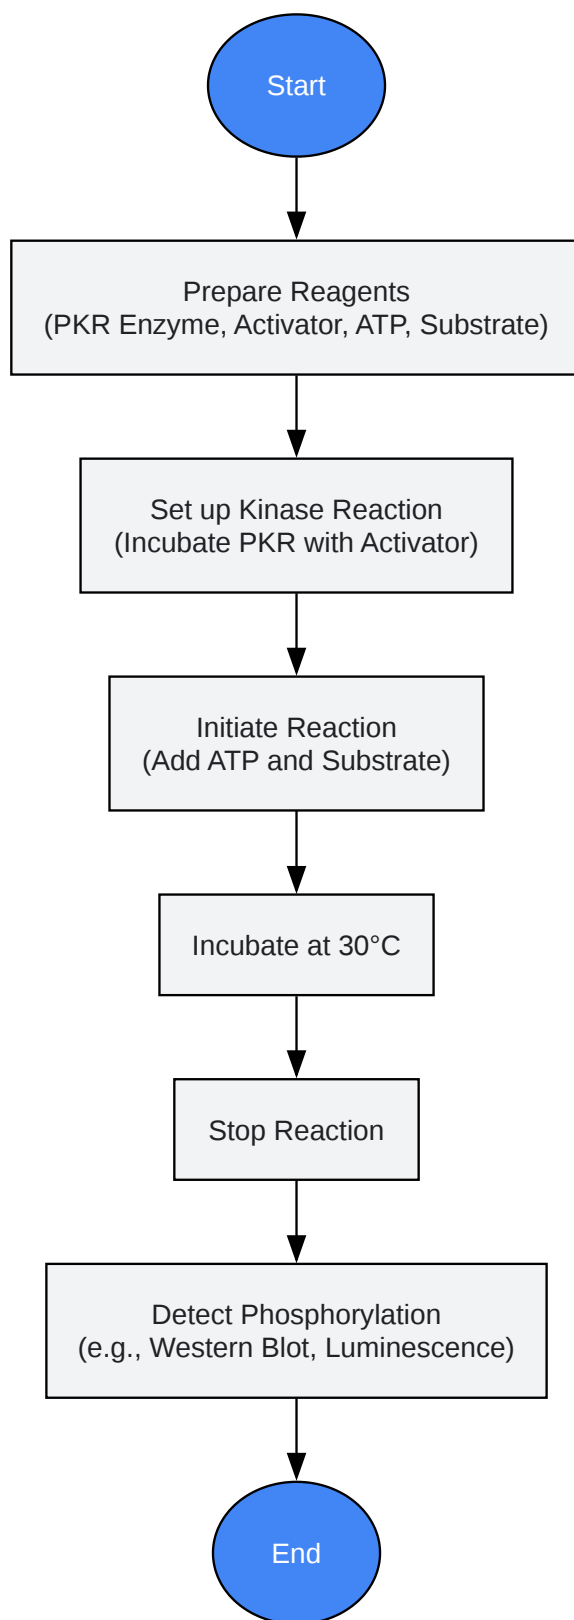 Start
Prepare Reagents
(PKR Enzyme, Activator, ATP, Substrate)
Set up Kinase Reaction
(Incubate PKR with Activator)
Initiate Reaction
(Add ATP and Substrate)
Incubate at 30°C
Stop Reaction
Detect Phosphorylation
(e.g., Western Blot, Luminescence)
End